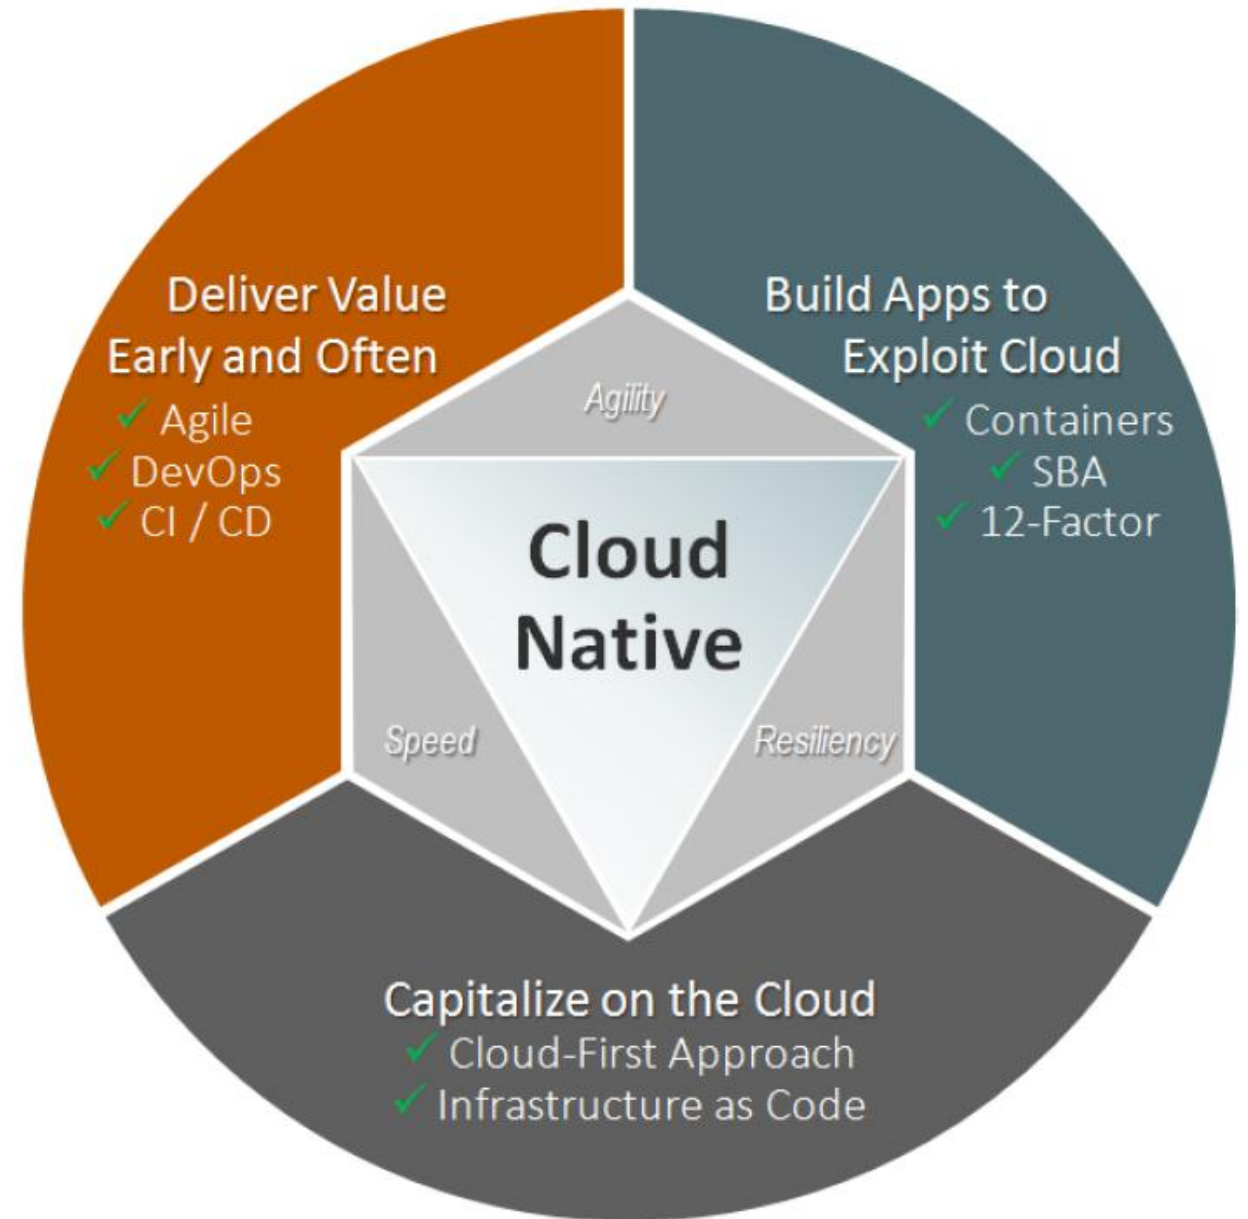 Deliver Value
Early and Often
✓ Agile
✓ DevOps
✓ CI / CD
Build Apps to
Exploit Cloud
✓ Containers
✓ SBA
✓ 12-Factor
Agility
Cloud
Native
Speed
Resiliency
Capitalize on the Cloud
✓ Cloud-First Approach
✓ Infrastructure as Code